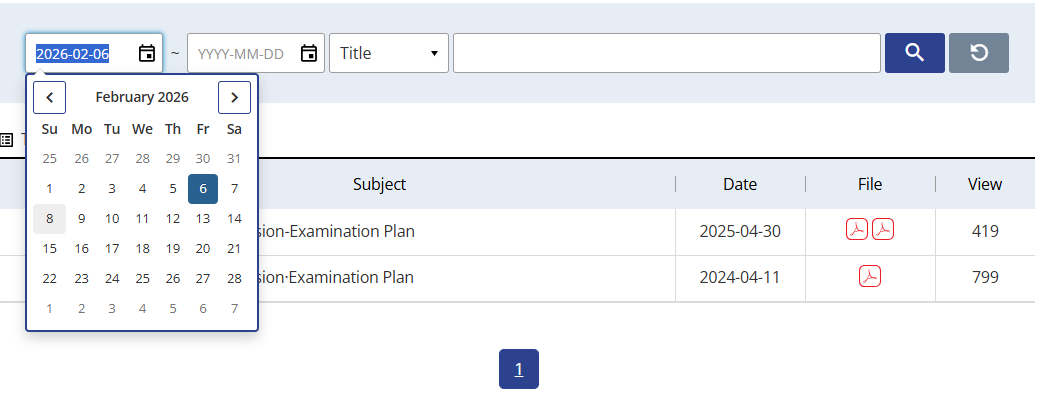 2026-02-06 ~ YYYY-MM-DD Title
February 2026
Su Mo Tu We Th Fr Sa
25 26 27 28 29 30 31
1 2 3 4 5 6 7
8 9 10 11 12 13 14
15 16 17 18 19 20 21
22 23 24 25 26 27 28
1 2 3 4 5 6 7
Subject Date File View
sion-Examination Plan 2025-04-30 419
sion·Examination Plan 2024-04-11 799
1